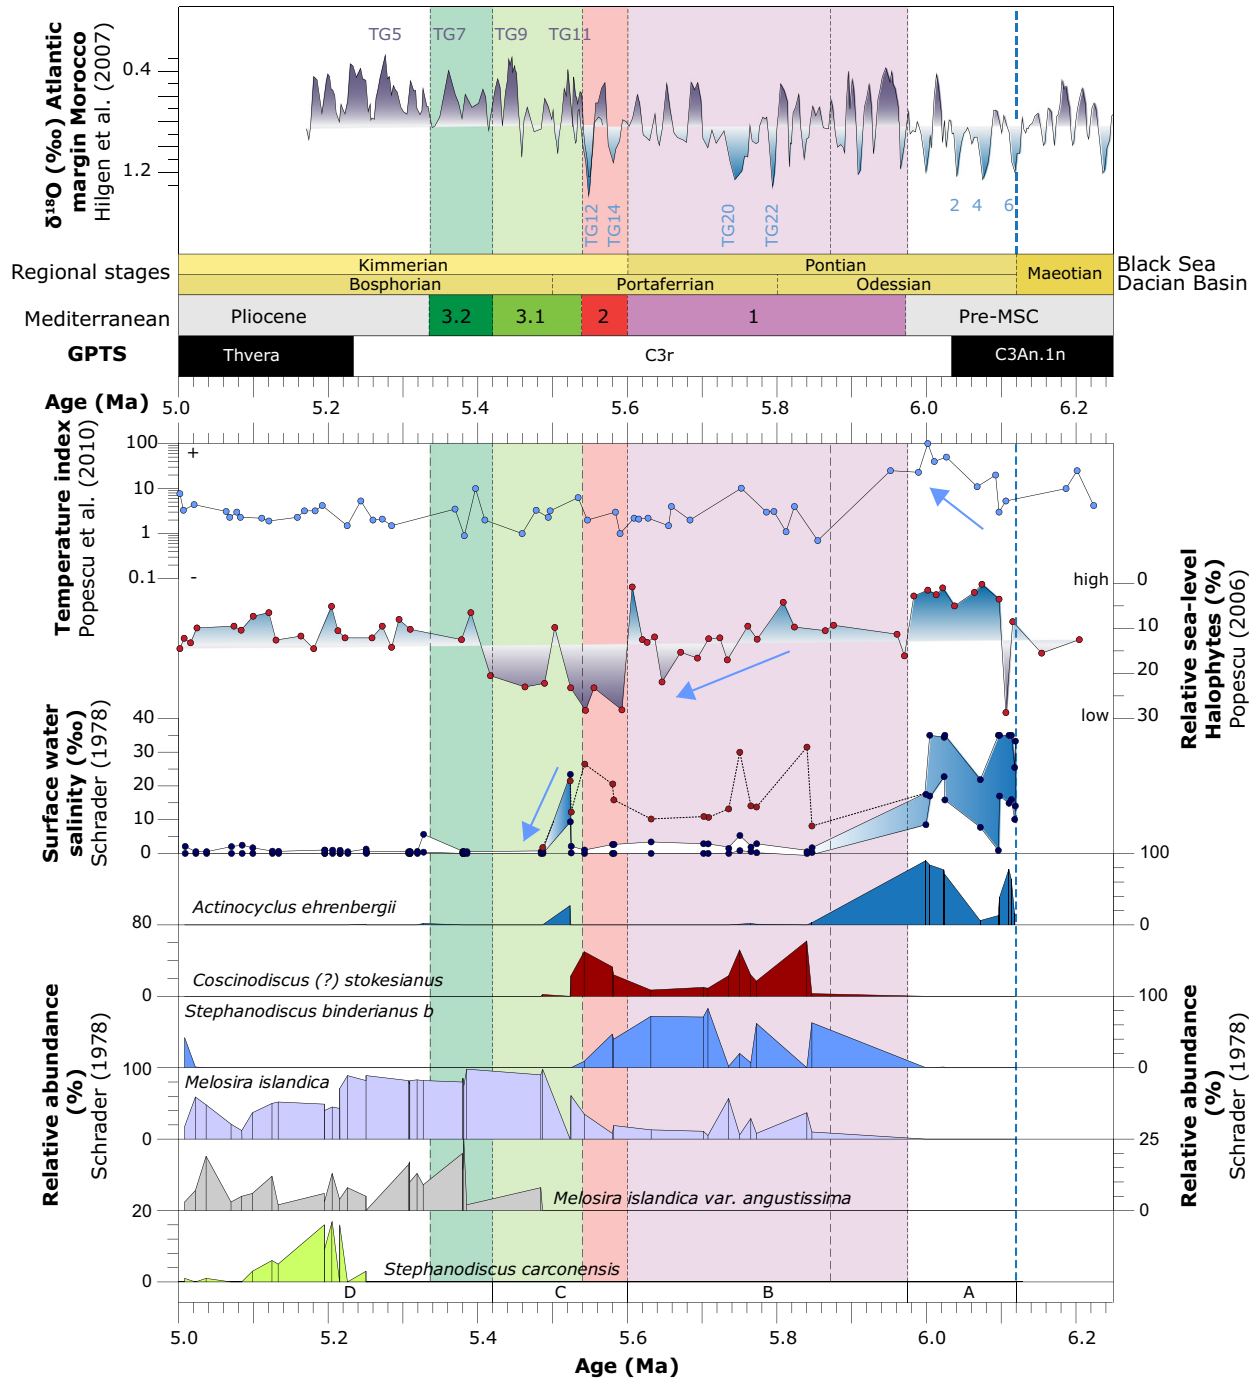 TG5
TG7
TG9
TG11
0.4
1.2
δ¹⁸O (‰) Atlantic
margin Morocco
Hilgen et al. (2007)
TG12
TG14
TG20
TG22
2
4
6
Regional stages
Kimmerian
Pontian
Maeotian
Black Sea
Bosphorian
Portaferrian
Odessian
Dacian Basin
Mediterranean
Pliocene
3.2
3.1
2
1
Pre-MSC
GPTS
Thvera
C3r
C3An.1n
Age (Ma)
5.0
5.2
5.4
5.6
5.8
6.0
6.2
Temperature index
Popescu et al. (2010)
100
10
1
0.1
+
-
high
low
0
10
20
30
Relative sea-level
Halophytes (%)
Popescu (2006)
Surface water
salinity (‰)
Schrader (1978)
40
30
20
10
0
100
0
Actinocyclus ehrenbergii
80
0
Coscinodiscus (?) stokesianus
100
0
Stephanodiscus binderianus b
100
0
Melosira islandica
25
0
Melosira islandica var. angustissima
20
0
Stephanodiscus carconensis
Relative abundance
(%)
Schrader (1978)
Relative abundance
(%)
Schrader (1978)
D
C
B
A
5.0
5.2
5.4
5.6
5.8
6.0
6.2
Age (Ma)